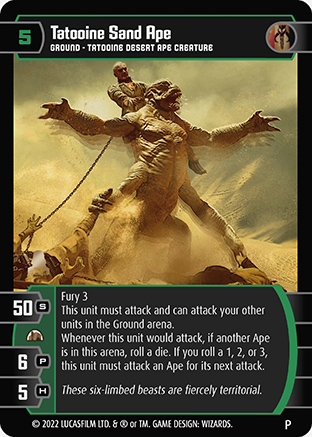 5
Tatooine Sand Ape
GROUND - TATOOINE DESERT APE CREATURE
50 S
6 P
5 H
Fury 3
This unit must attack and can attack your other
units in the Ground arena.
Whenever this unit would attack, if another Ape
is in this arena, roll a die. If you roll a 1, 2, or 3,
this unit must attack an Ape for its next attack.
These six-limbed beasts are fiercely territorial.
© 2022 LUCASFILM LTD. & ® or TM. GAME DESIGN: WIZARDS.
P